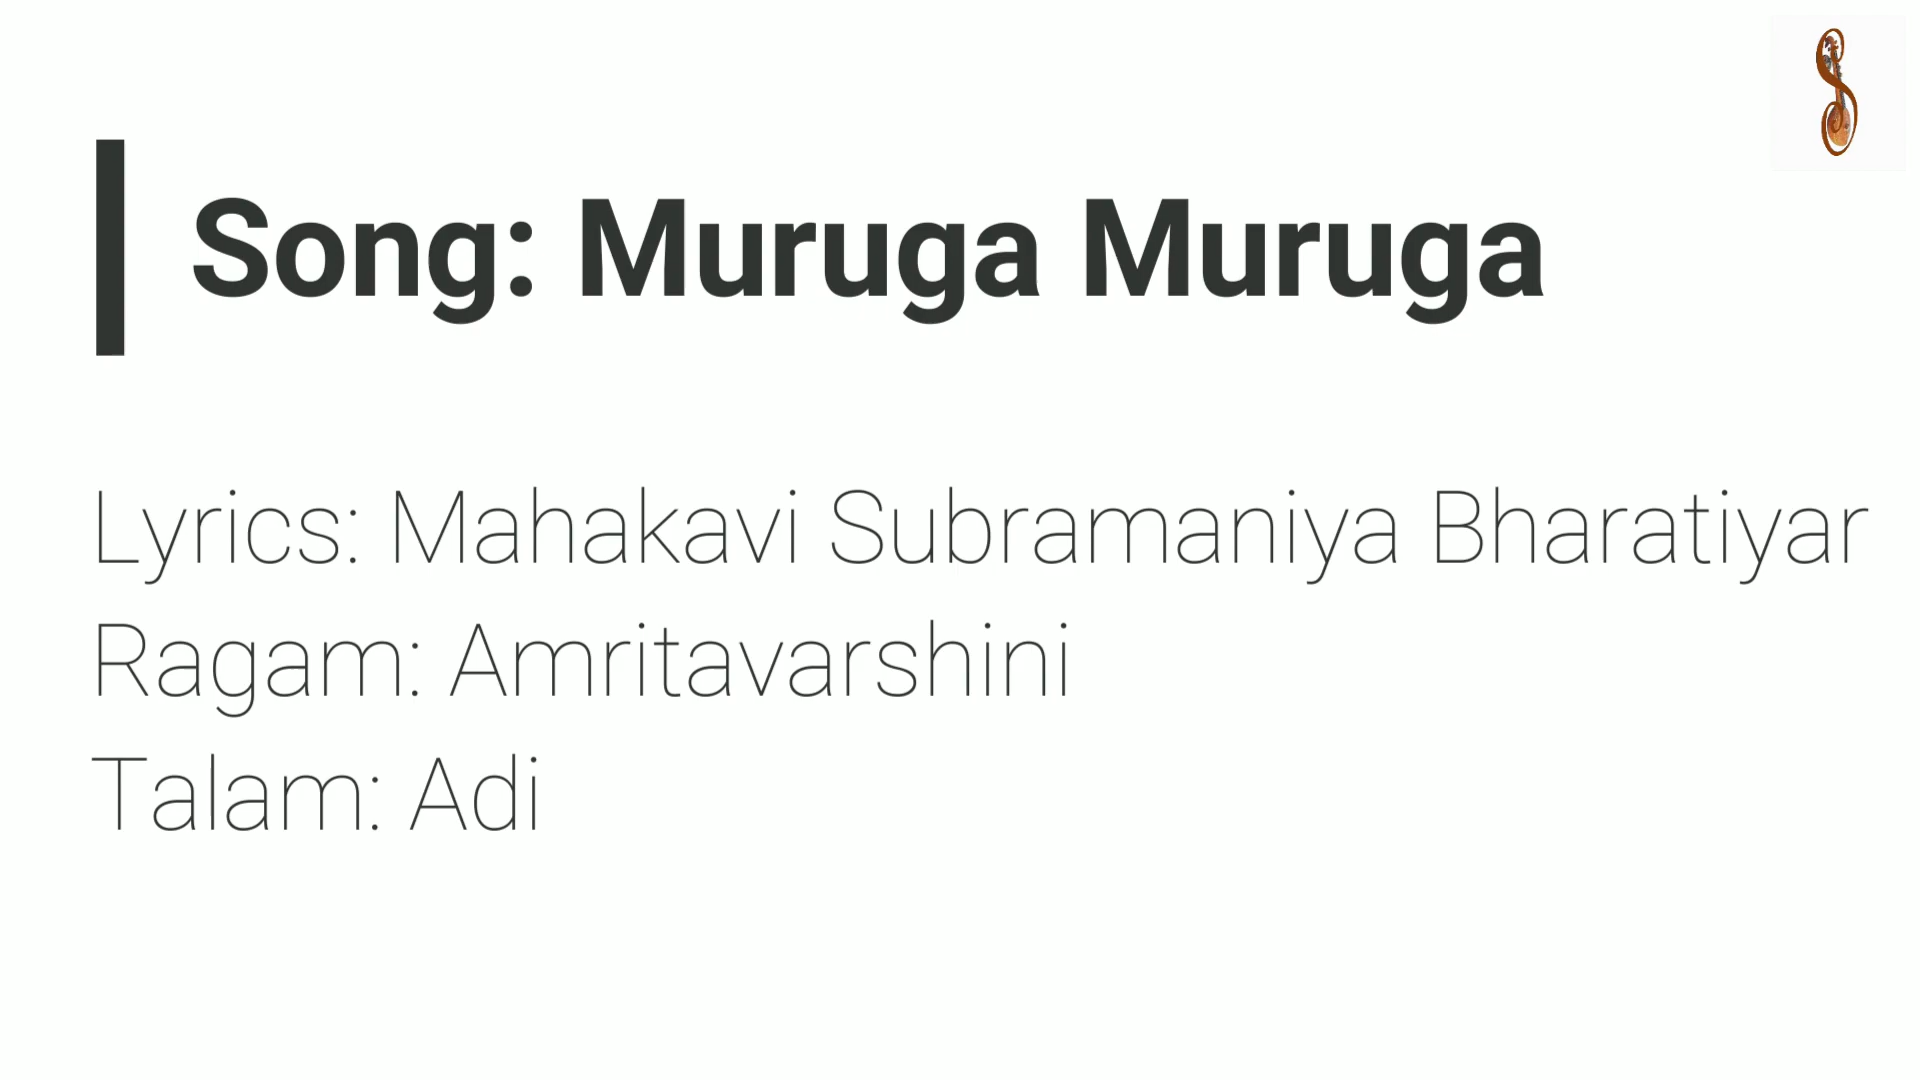 Song: Muruga Muruga
Lyrics: Mahakavi Subramaniya Bharatiyar
Ragam: Amritavarshini
Talam: Adi